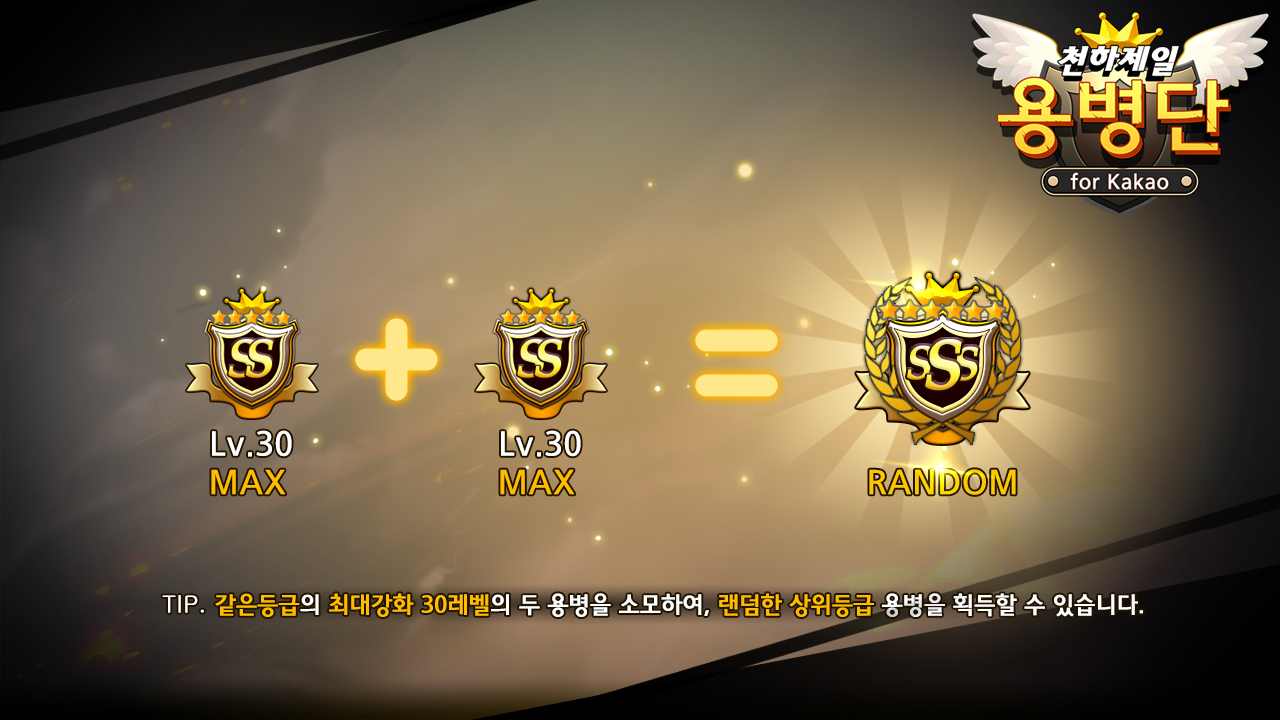 천하제일
용병단
for Kakao
SS
SS
SSS
Lv.30
Lv.30
MAX
MAX
RANDOM
TIP. 같은등급의 최대강화 30레벨의 두 용병을 소모하여, 랜덤한 상위등급 용병을 획득할 수 있습니다.